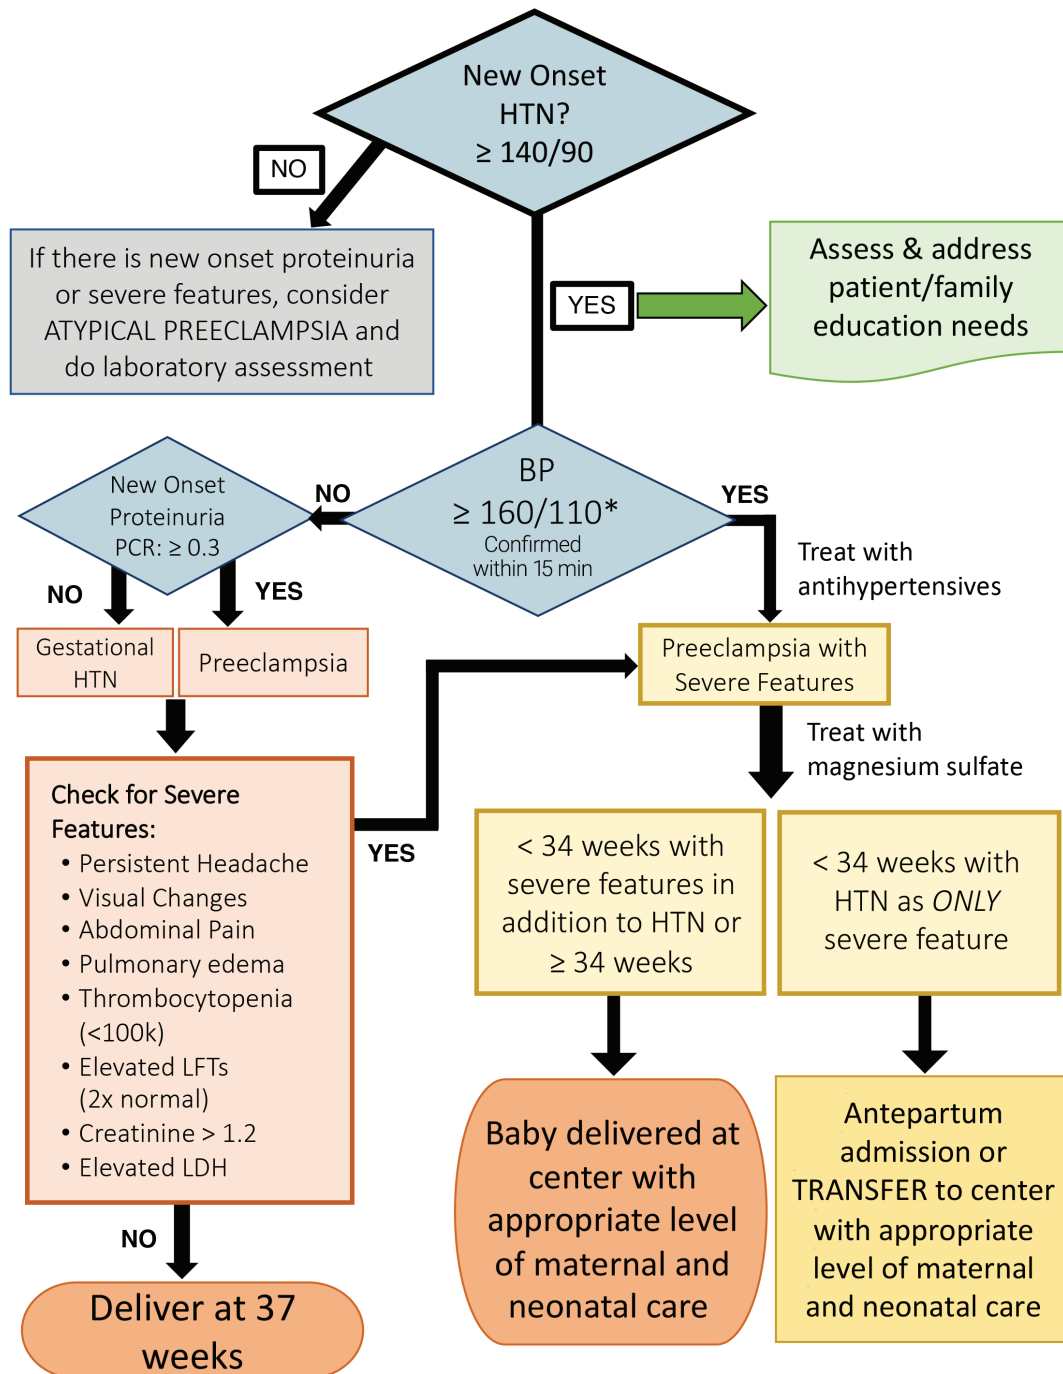 New Onset
HTN?
≥ 140/90
NO
If there is new onset proteinuria
or severe features, consider
ATYPICAL PREECLAMPSIA and
do laboratory assessment
YES
Assess & address
patient/family
education needs
BP
≥ 160/110*
Confirmed
within 15 min
NO
YES
New Onset
Proteinuria
PCR: ≥ 0.3
NO
YES
Treat with
antihypertensives
Gestational
HTN
Preeclampsia
Preeclampsia with
Severe Features
Treat with
magnesium sulfate
Check for Severe
Features:
• Persistent Headache
• Visual Changes
• Abdominal Pain
• Pulmonary edema
• Thrombocytopenia
(<100k)
• Elevated LFTs
(2x normal)
• Creatinine > 1.2
• Elevated LDH
YES
< 34 weeks with
severe features in
addition to HTN or
≥ 34 weeks
< 34 weeks with
HTN as ONLY
severe feature
NO
Deliver at 37
weeks
Baby delivered at
center with
appropriate level
of maternal and
neonatal care
Antepartum
admission or
TRANSFER to center
with appropriate
level of maternal
and neonatal care